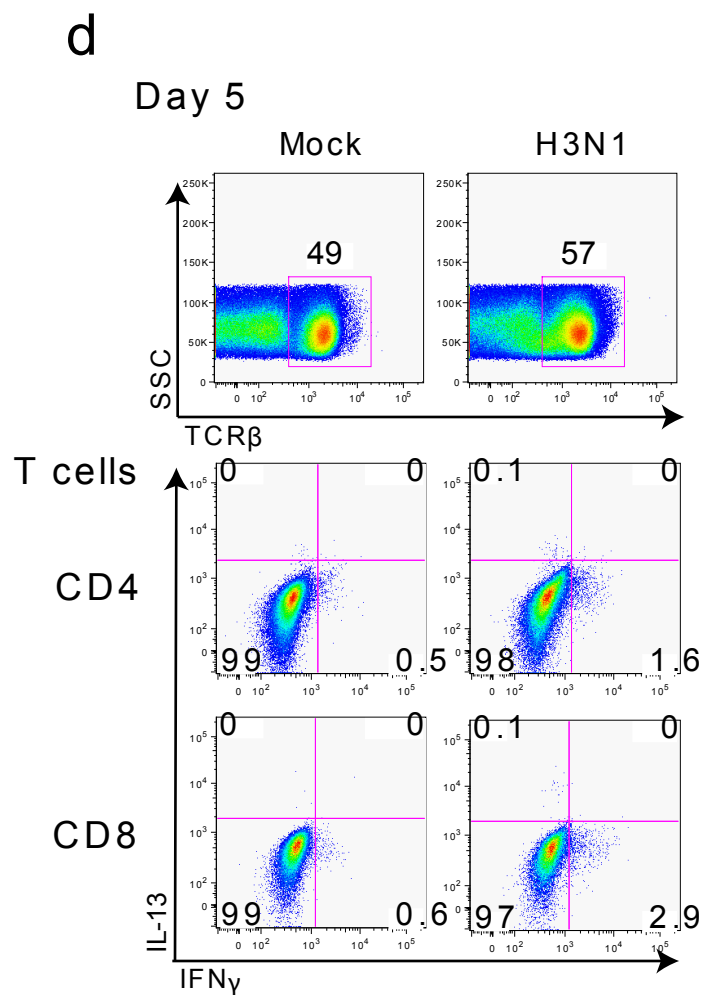 d
Day 5
Mock H3N1
250K 200K 150K 100K 50K 0
49
0 10² 10³ 10⁴ 10⁵
250K 200K 150K 100K 50K 0
57
0 10² 10³ 10⁴ 10⁵
SSC
TCRβ
T cells
CD4
10⁵ 10⁴ 10³ 10² 0
0 0
99 0.5
0 10² 10³ 10⁴ 10⁵
10⁵ 10⁴ 10³ 10² 0
0.1 0
98 1.6
0 10² 10³ 10⁴ 10⁵
CD8
10⁵ 10⁴ 10³ 10² 0
0 0
99 0.6
0 10² 10³ 10⁴ 10⁵
10⁵ 10⁴ 10³ 10² 0
0.1 0
97 2.9
0 10² 10³ 10⁴ 10⁵
IL-13
IFNγ